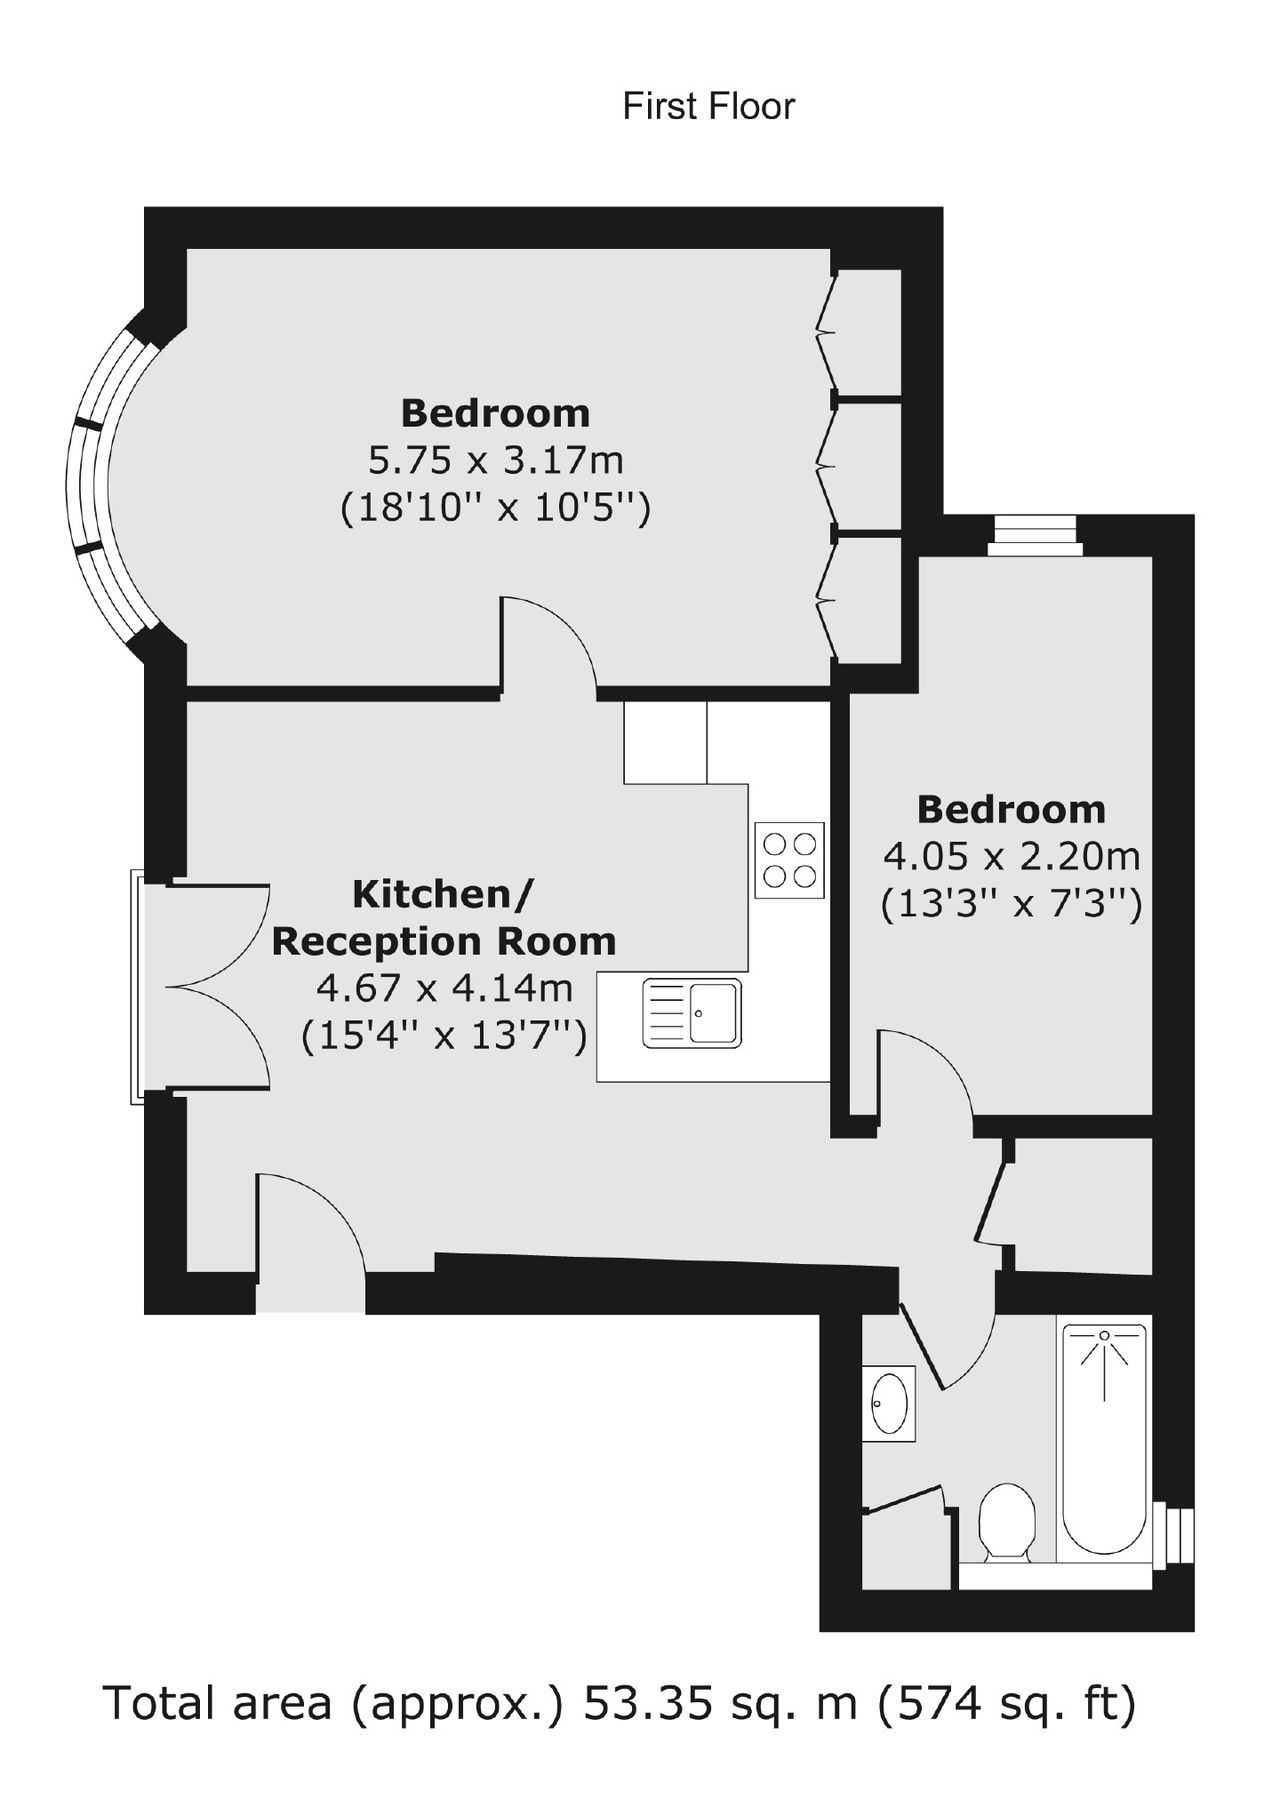 First Floor
Bedroom
5.75 x 3.17m
(18'10'' x 10'5'')
Bedroom
4.05 x 2.20m
(13'3'' x 7'3'')
Kitchen/
Reception Room
4.67 x 4.14m
(15'4'' x 13'7'')
Total area (approx.) 53.35 sq. m (574 sq. ft)